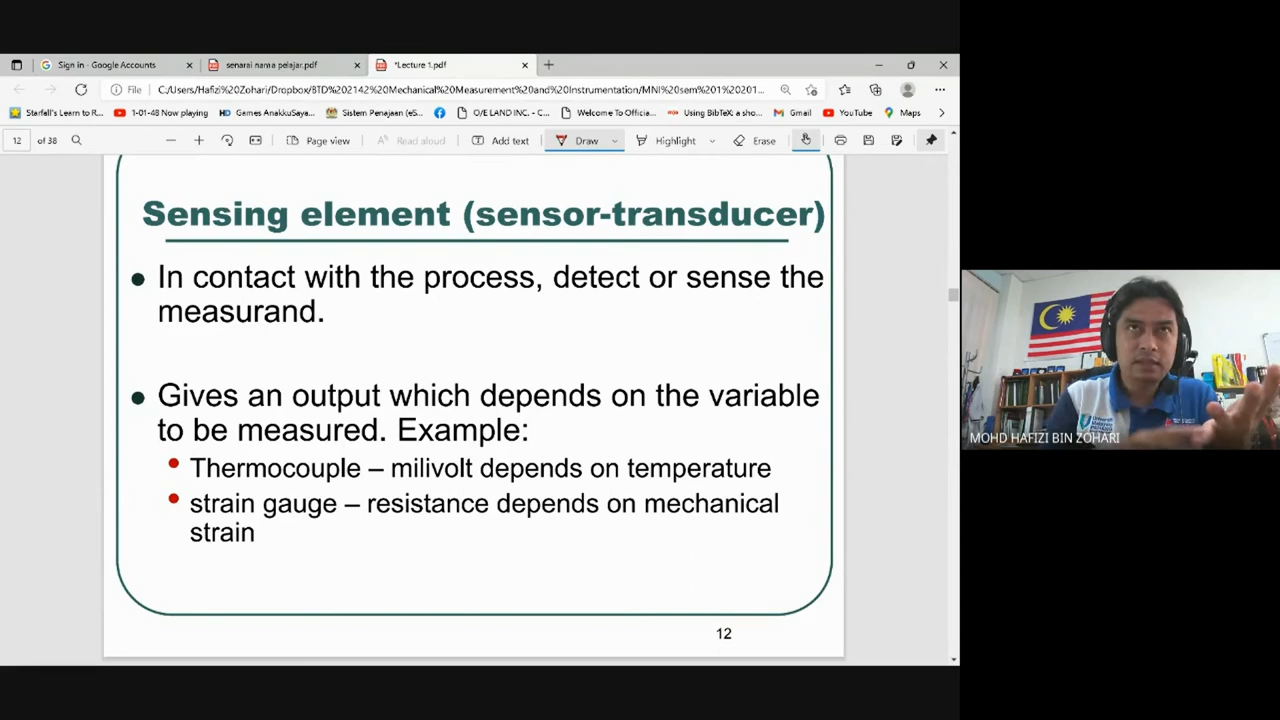 Sign in - Google Accounts
senarai nama pelajar.pdf
*Lecture 1.pdf
File
C:/Users/Hafizi%20Zohari/Dropbox/BTD%202142%20Mechanical%20Measurement%20and%20Instrumentation/MNI%20sem%201%20201...
Starfall's Learn to R...
1-01-48 Now playing
Games AnakkuSaya...
Sistem Penajaan (eS...
O/E LAND INC. - C...
Welcome To Officia...
Using BibTeX: a sho...
Gmail
YouTube
Maps
12 of 38
Page view
Read aloud
Add text
Draw
Highlight
Erase
Sensing element (sensor-transducer)
In contact with the process, detect or sense the
measurand.
Gives an output which depends on the variable
to be measured. Example:
Thermocouple – milivolt depends on temperature
strain gauge – resistance depends on mechanical
strain
12
MOHD HAFIZI BIN ZOHARI